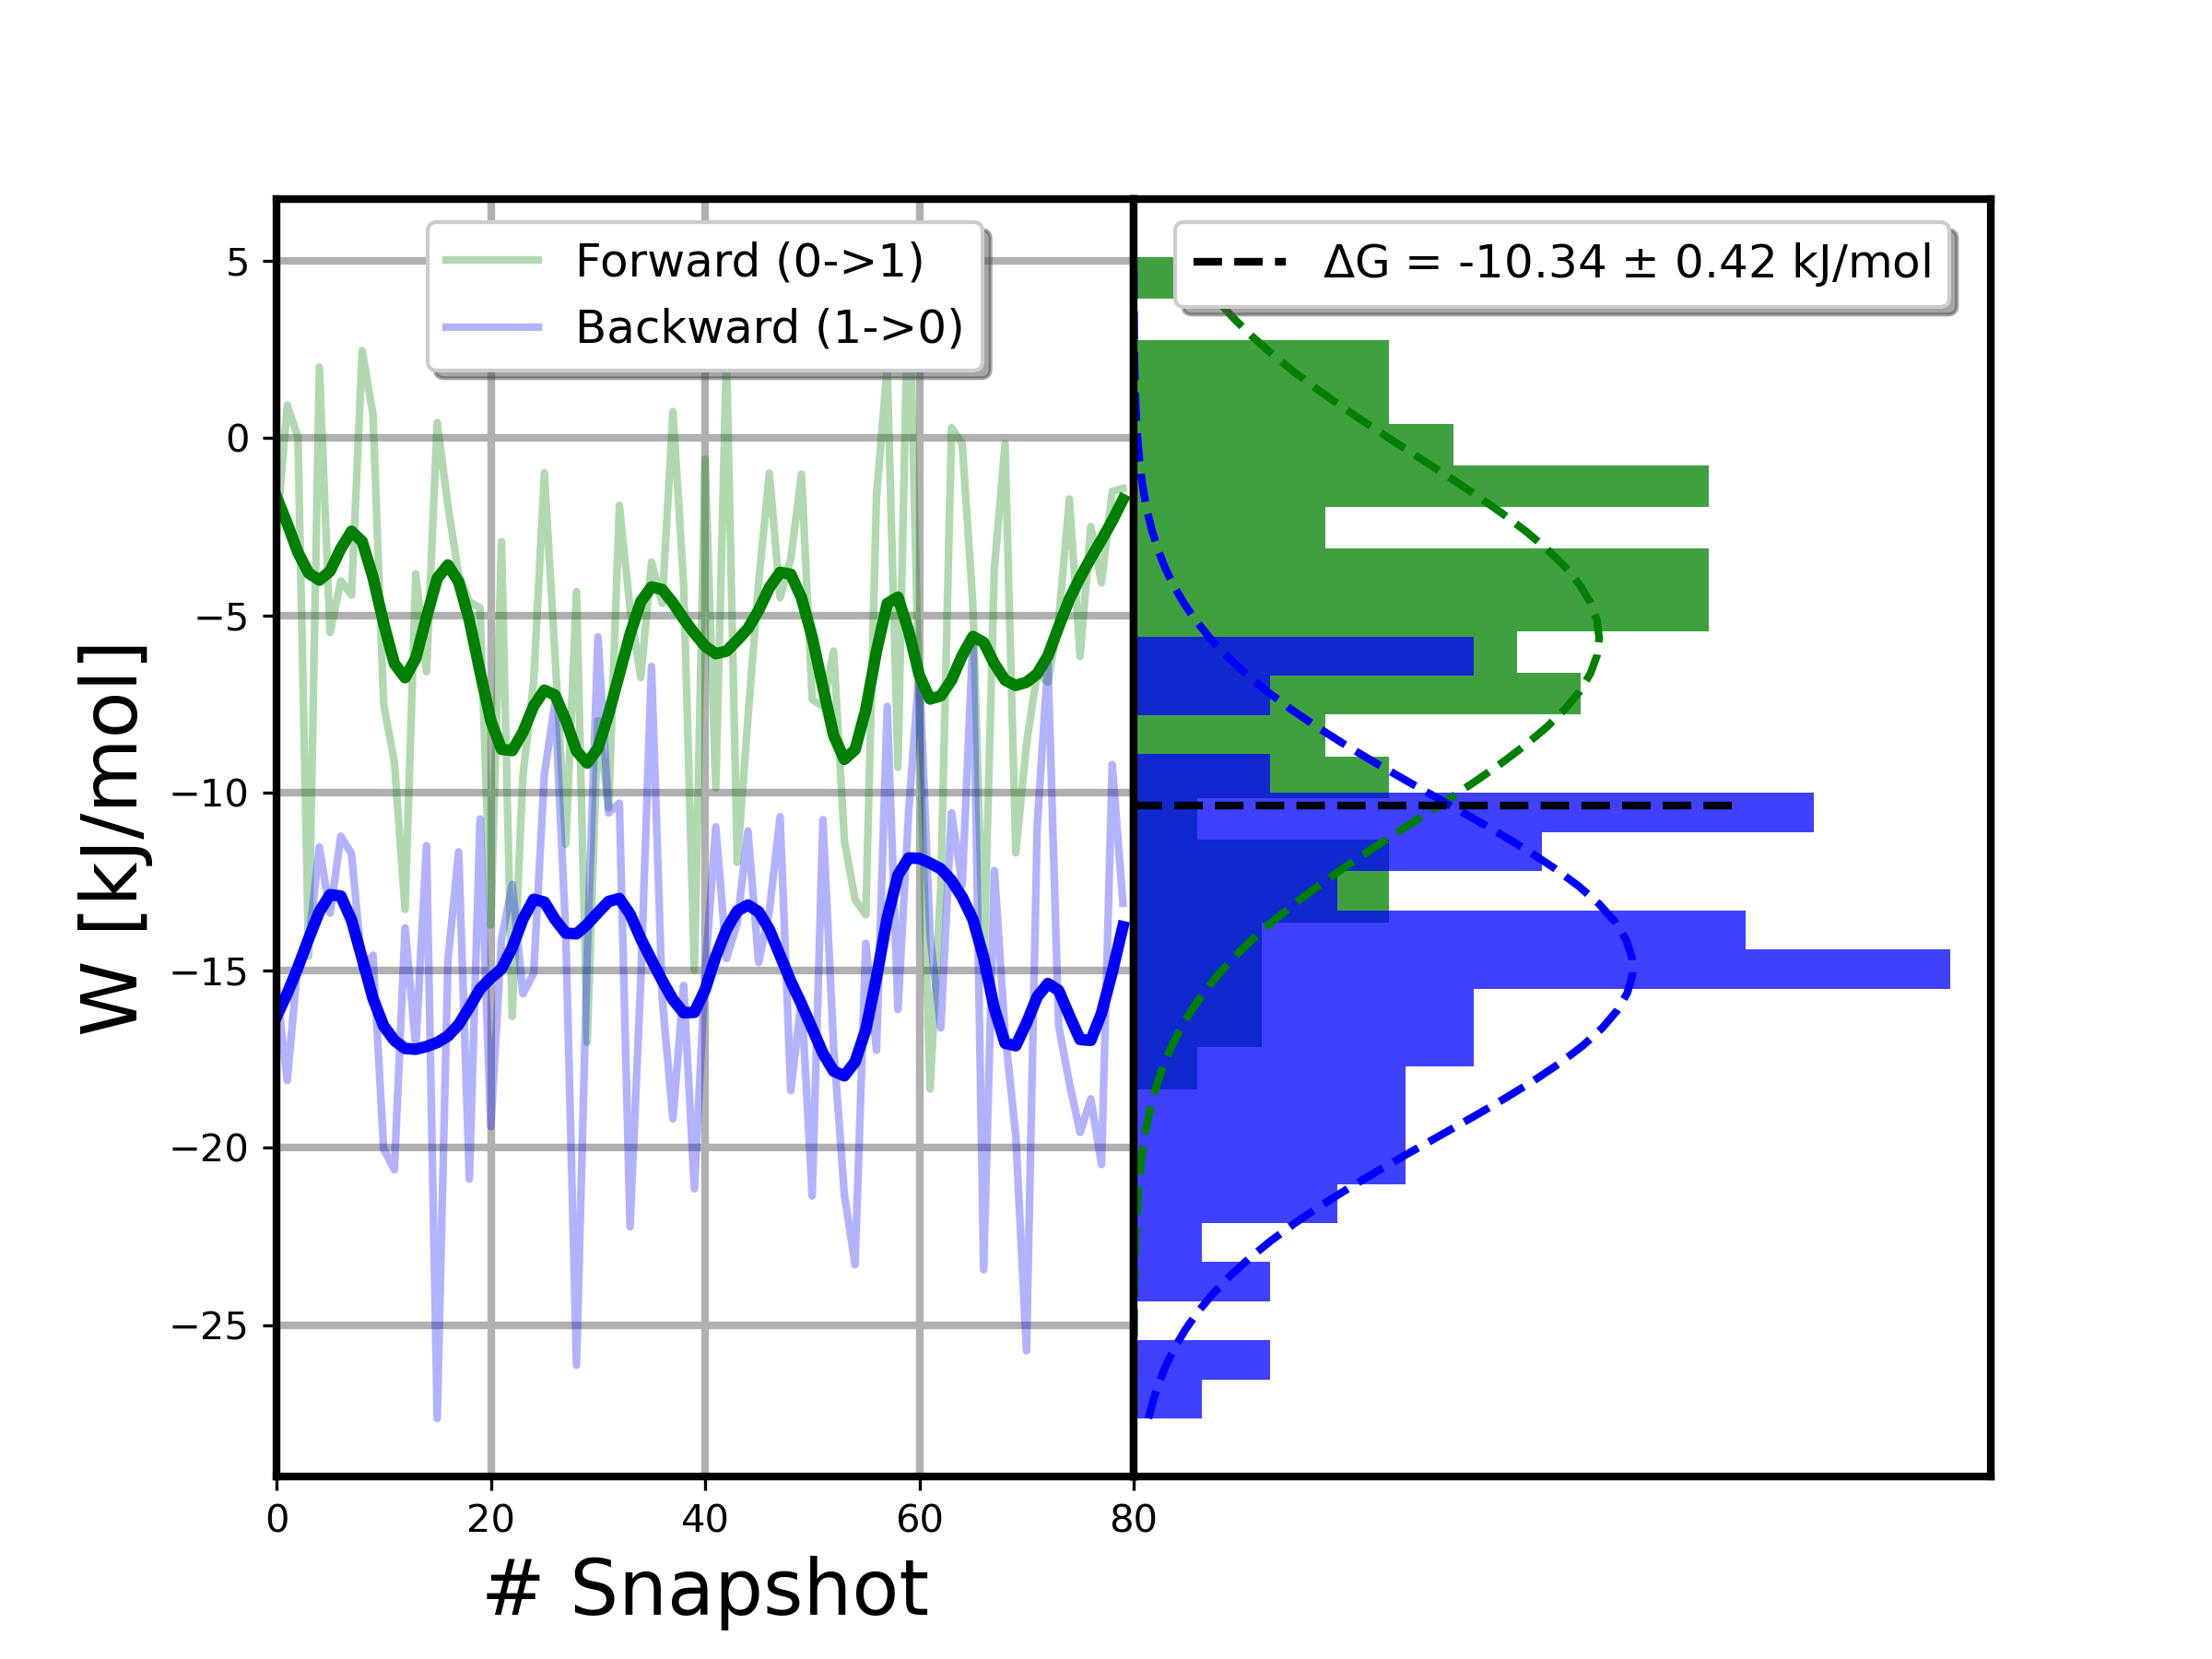 Forward (0->1)
Backward (1->0)
ΔG = -10.34 ± 0.42 kJ/mol
W [kJ/mol]
5
0
−5
−10
−15
−20
−25
0 20 40 60 80
# Snapshot